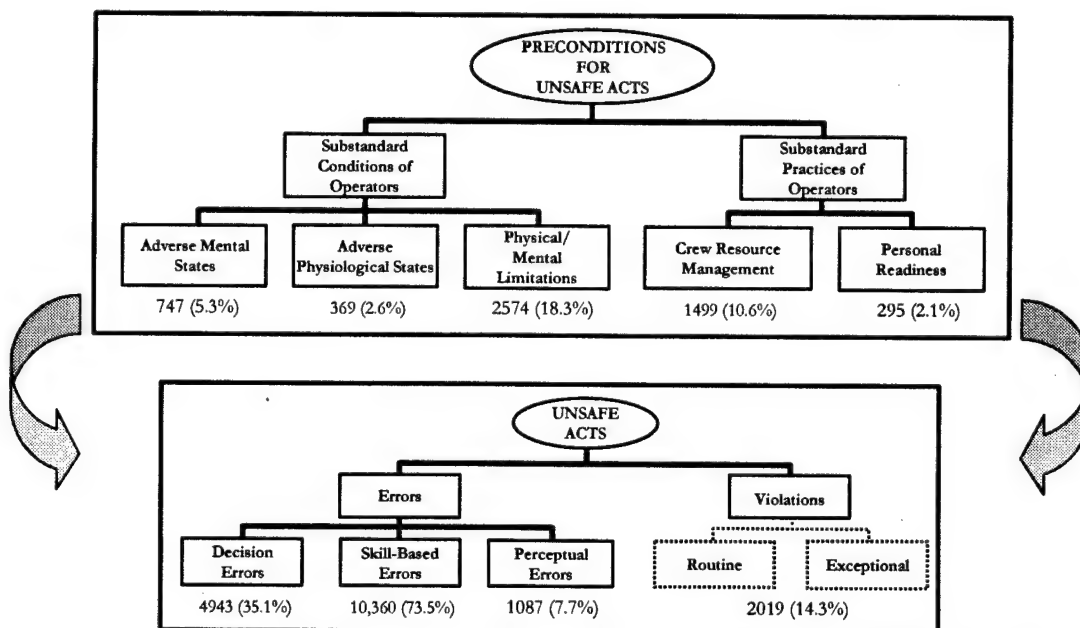 PRECONDITIONS
FOR
UNSAFE ACTS
Substandard
Conditions of
Operators
Substandard
Practices of
Operators
Adverse Mental
States
Adverse
Physiological States
Physical/
Mental
Limitations
Crew Resource
Management
Personal
Readiness
747 (5.3%)
369 (2.6%)
2574 (18.3%)
1499 (10.6%)
295 (2.1%)
UNSAFE
ACTS
Errors
Violations
Decision
Errors
Skill-Based
Errors
Perceptual
Errors
Routine
Exceptional
4943 (35.1%)
10,360 (73.5%)
1087 (7.7%)
2019 (14.3%)